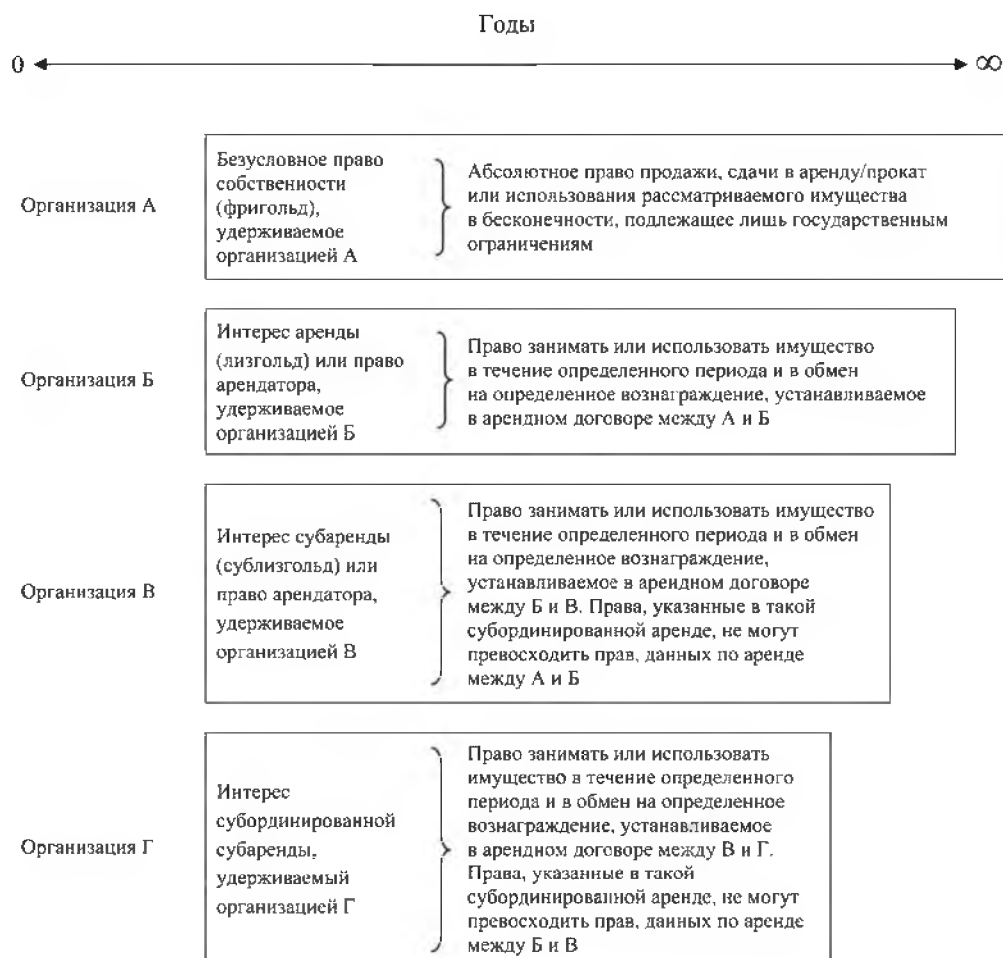 Годы
0 ∞
Организация А
Безусловное право
собственности
(фригольд),
удерживаемое
организацией А
Абсолютное право продажи, сдачи в аренду/прокат
или использования рассматриваемого имущества
в бесконечности, подлежащее лишь государственным
ограничениям
Организация Б
Интерес аренды
(лизгольд) или право
арендатора,
удерживаемое
организацией Б
Право занимать или использовать имущество
в течение определенного периода и в обмен
на определенное вознаграждение, устанавливаемое
в арендном договоре между А и Б
Организация В
Интерес субаренды
(сублизгольд) или
право арендатора,
удерживаемое
организацией В
Право занимать или использовать имущество
в течение определенного периода и в обмен
на определенное вознаграждение,
устанавливаемое в арендном договоре
между Б и В. Права, указанные в такой
субординированной аренде, не могут
превосходить прав, данных по аренде
между А и Б
Организация Г
Интерес
субординированной
субаренды,
удерживаемый
организацией Г
Право занимать или использовать
имущество в течение определенного
периода и в обмен на определенное
вознаграждение, устанавливаемое
в арендном договоре между В и Г.
Права, указанные в такой
субординированной аренде, не могут
превосходить прав, данных по аренде
между Б и В